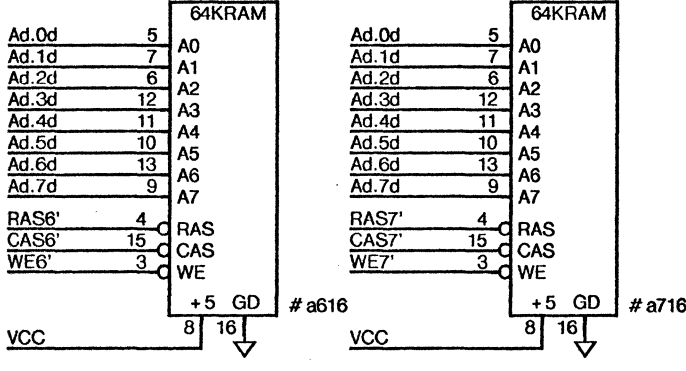 64KRAM
Ad.0d 5 A0
Ad.1d 7 A1
Ad.2d 6 A2
Ad.3d 12 A3
Ad.4d 11 A4
Ad.5d 10 A5
Ad.6d 13 A6
Ad.7d 9 A7
RAS6' 4 RAS
CAS6' 15 CAS
WE6' 3 WE
+5 GD
# a616
8 16
VCC
64KRAM
Ad.0d 5 A0
Ad.1d 7 A1
Ad.2d 6 A2
Ad.3d 12 A3
Ad.4d 11 A4
Ad.5d 10 A5
Ad.6d 13 A6
Ad.7d 9 A7
RAS7' 4 RAS
CAS7' 15 CAS
WE7' 3 WE
+5 GD
# a716
8 16
VCC